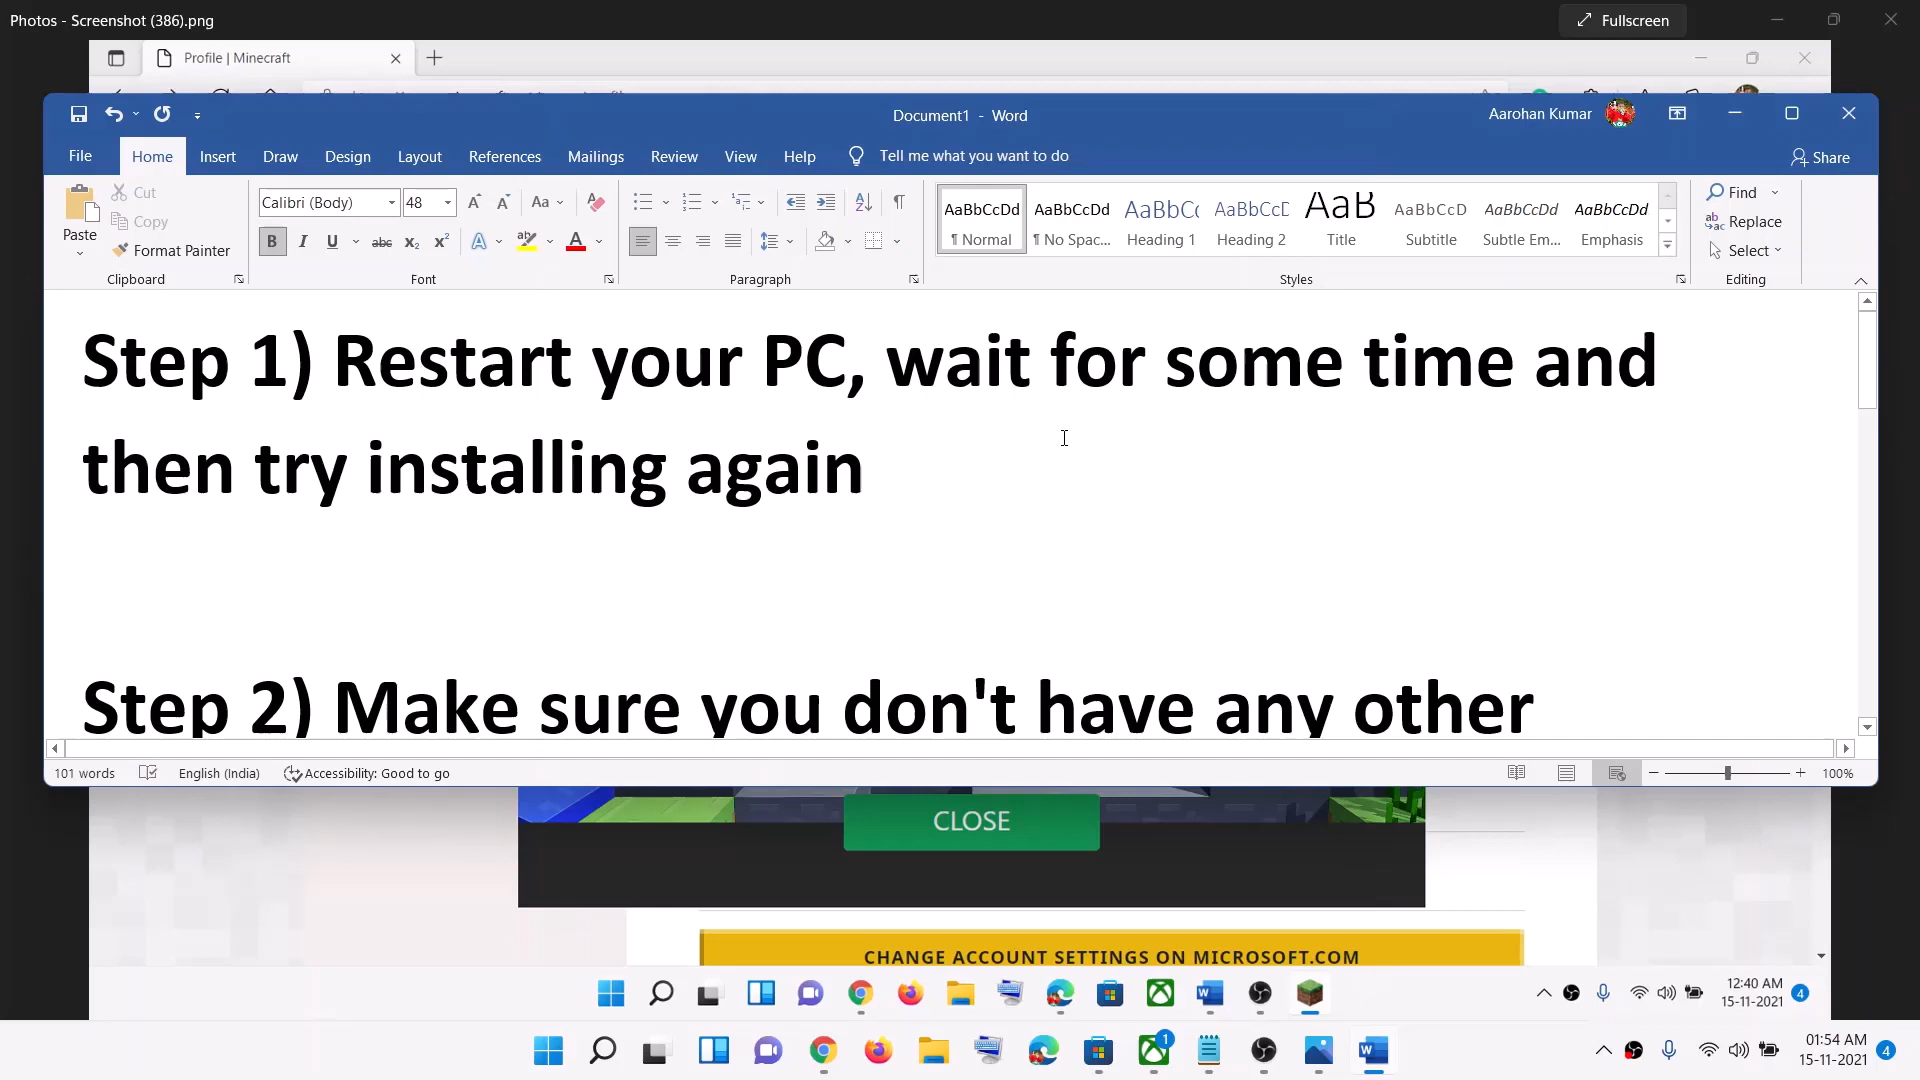 Photos - Screenshot (386).png
Fullscreen
Profile | Minecraft
Document1 - Word
Aarohan Kumar
File Home Insert Draw Design Layout References Mailings Review View Help Tell me what you want to do
Share
Paste
Cut
Copy
Format Painter
Clipboard
Calibri (Body) 48
Font
Paragraph
AaBbCcDd AaBbCcDd AaBbCc AaBbCcD AaB AaBbCcD AaBbCcDd AaBbCcDd
¶ Normal ¶ No Spac... Heading 1 Heading 2 Title Subtitle Subtle Em... Emphasis
Styles
Find
Replace
Select
Editing
Step 1) Restart your PC, wait for some time and
then try installing again
Step 2) Make sure you don't have any other
101 words English (India) Accessibility: Good to go
100%
CLOSE
CHANGE ACCOUNT SETTINGS ON MICROSOFT.COM
12:40 AM
15-11-2021
4
1
01:54 AM
15-11-2021
4